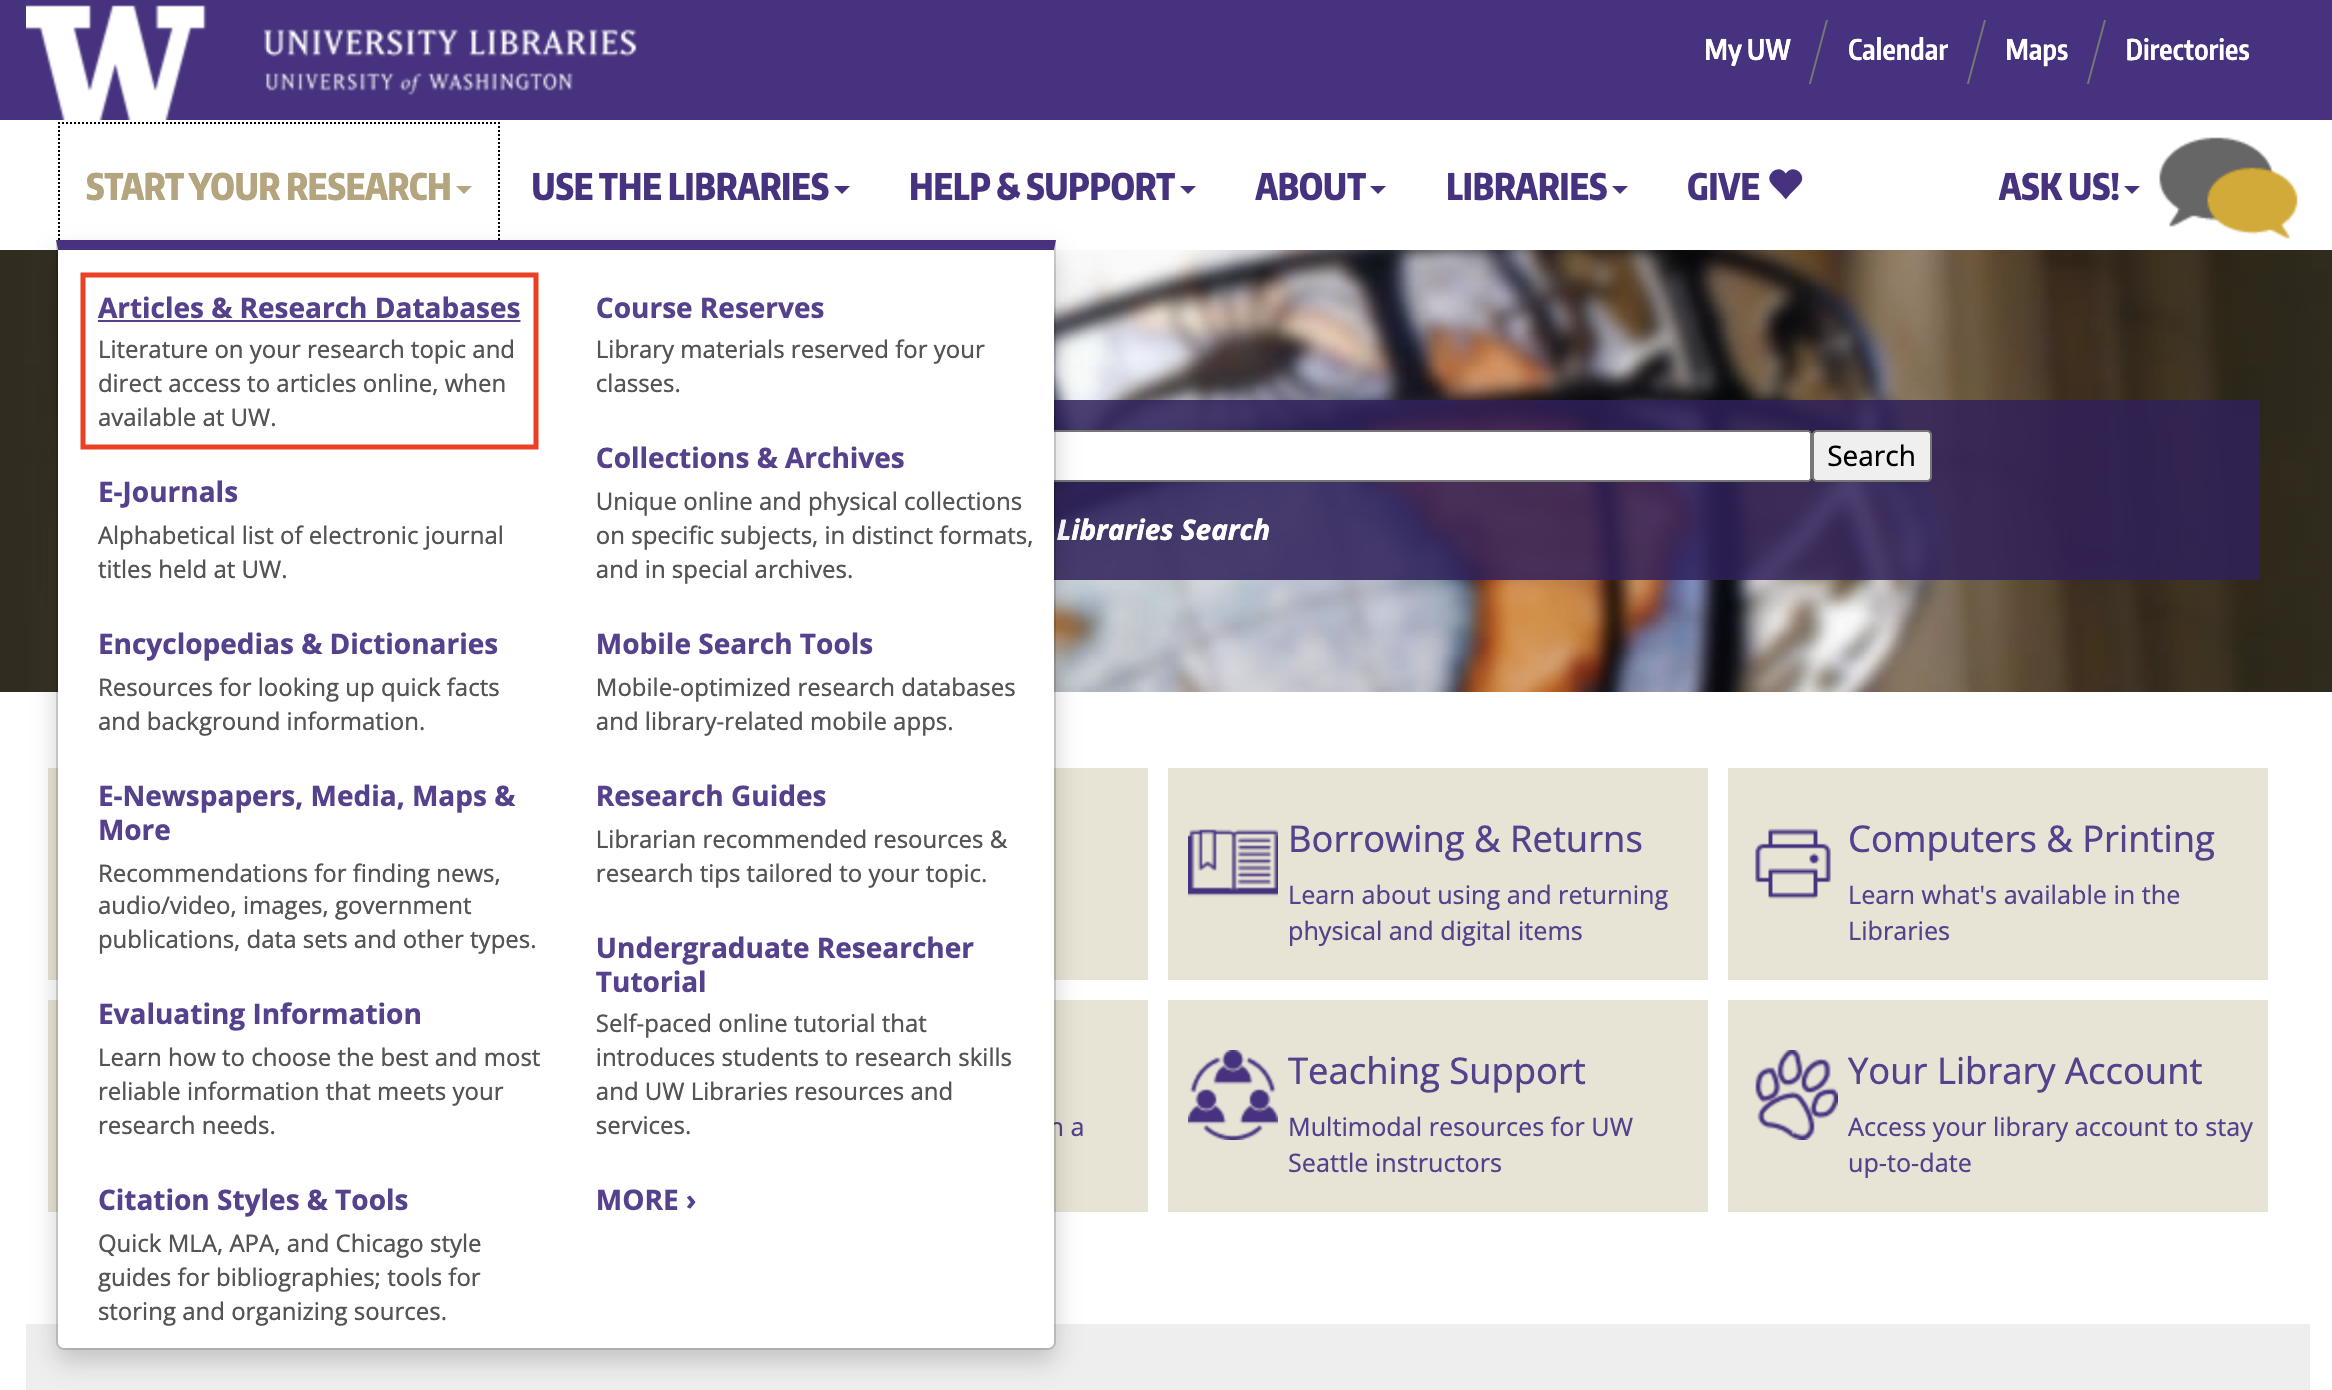 W
UNIVERSITY LIBRARIES
UNIVERSITY of WASHINGTON
My UW
Calendar
Maps
Directories
START YOUR RESEARCH
USE THE LIBRARIES
HELP & SUPPORT
ABOUT
LIBRARIES
GIVE
ASK US!
Articles & Research Databases
Literature on your research topic and
direct access to articles online, when
available at UW.
E-Journals
Alphabetical list of electronic journal
titles held at UW.
Encyclopedias & Dictionaries
Resources for looking up quick facts
and background information.
E-Newspapers, Media, Maps &
More
Recommendations for finding news,
audio/video, images, government
publications, data sets and other types.
Evaluating Information
Learn how to choose the best and most
reliable information that meets your
research needs.
Citation Styles & Tools
Quick MLA, APA, and Chicago style
guides for bibliographies; tools for
storing and organizing sources.
Course Reserves
Library materials reserved for your
classes.
Collections & Archives
Unique online and physical collections
on specific subjects, in distinct formats,
and in special archives.
Mobile Search Tools
Mobile-optimized research databases
and library-related mobile apps.
Research Guides
Librarian recommended resources &
research tips tailored to your topic.
Undergraduate Researcher
Tutorial
Self-paced online tutorial that
introduces students to research skills
and UW Libraries resources and
services.
MORE ›
Search
Libraries Search
Borrowing & Returns
Learn about using and returning
physical and digital items
Computers & Printing
Learn what's available in the
Libraries
a
Teaching Support
Multimodal resources for UW
Seattle instructors
Your Library Account
Access your library account to stay
up-to-date